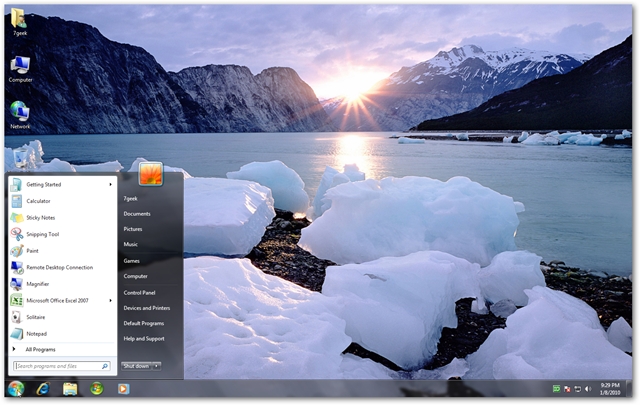 7geek
Computer
Network
Getting Started
Calculator
Sticky Notes
Snipping Tool
Paint
Remote Desktop Connection
Magnifier
Microsoft Office Excel 2007
Solitaire
Notepad
All Programs
Search programs and files
7geek
Documents
Pictures
Music
Games
Computer
Control Panel
Devices and Printers
Default Programs
Help and Support
Shut down
9:29 PM
1/8/2010